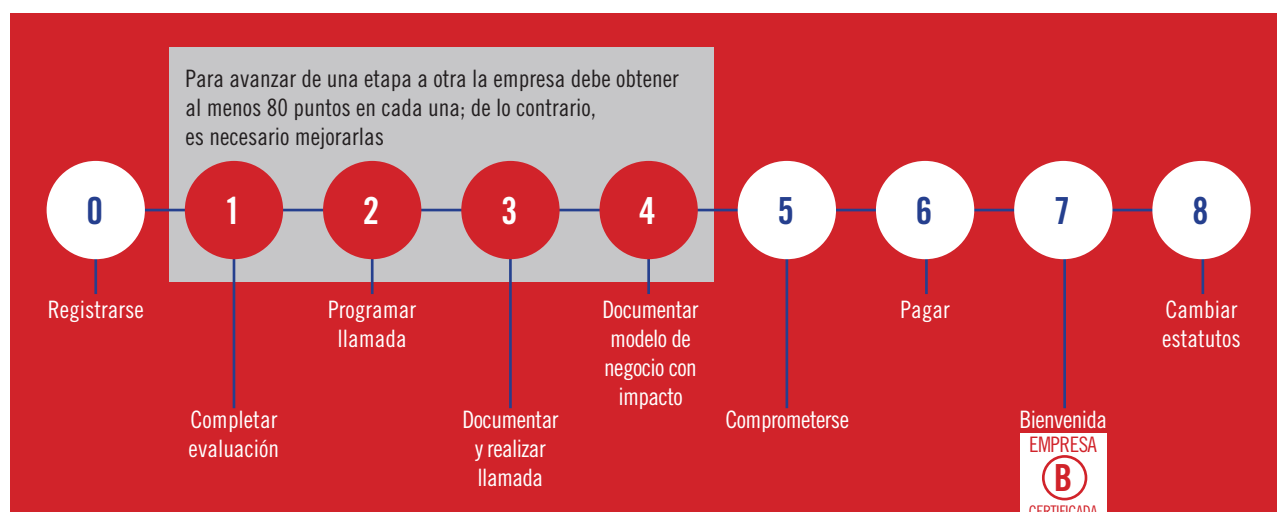 Para avanzar de una etapa a otra la empresa debe obtener
al menos 80 puntos en cada una; de lo contrario,
es necesario mejorarlas
0
1
2
3
4
5
6
7
8
Registrarse
Completar
evaluación
Programar
llamada
Documentar
y realizar
llamada
Documentar
modelo de
negocio con
impacto
Comprometerse
Pagar
Bienvenida
EMPRESA
B
CERTIFICADA
Cambiar
estatutos